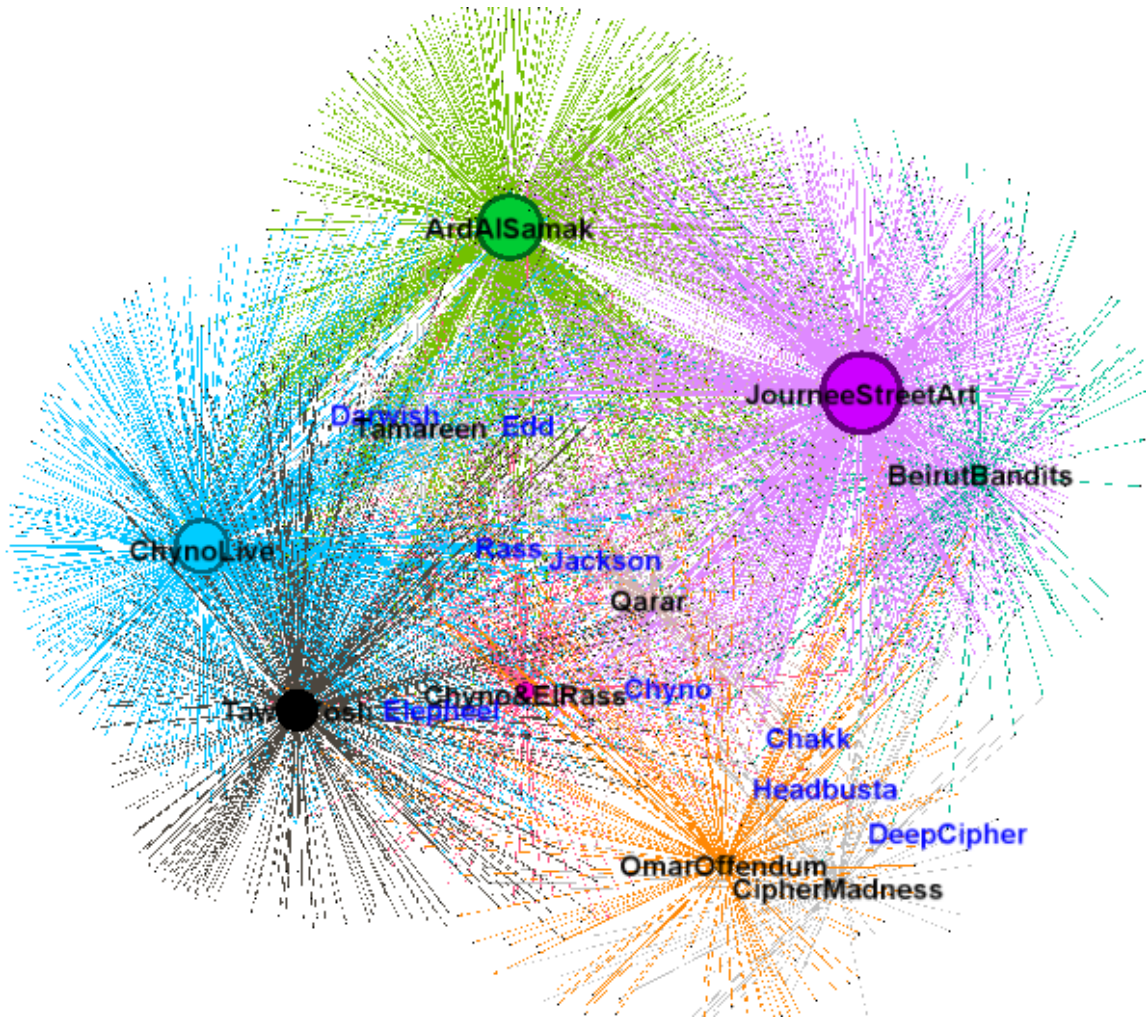 ArdAlSamak
JourneeStreetArt
Darwish
Tamareen
Edd
BeirutBandits
ChynoLive
Rass
Jackson
Qarar
Chyno&ElRass
Chyno
Elepheel
Chakk
Headbusta
DeepCipher
OmarOffendum
CipherMadness